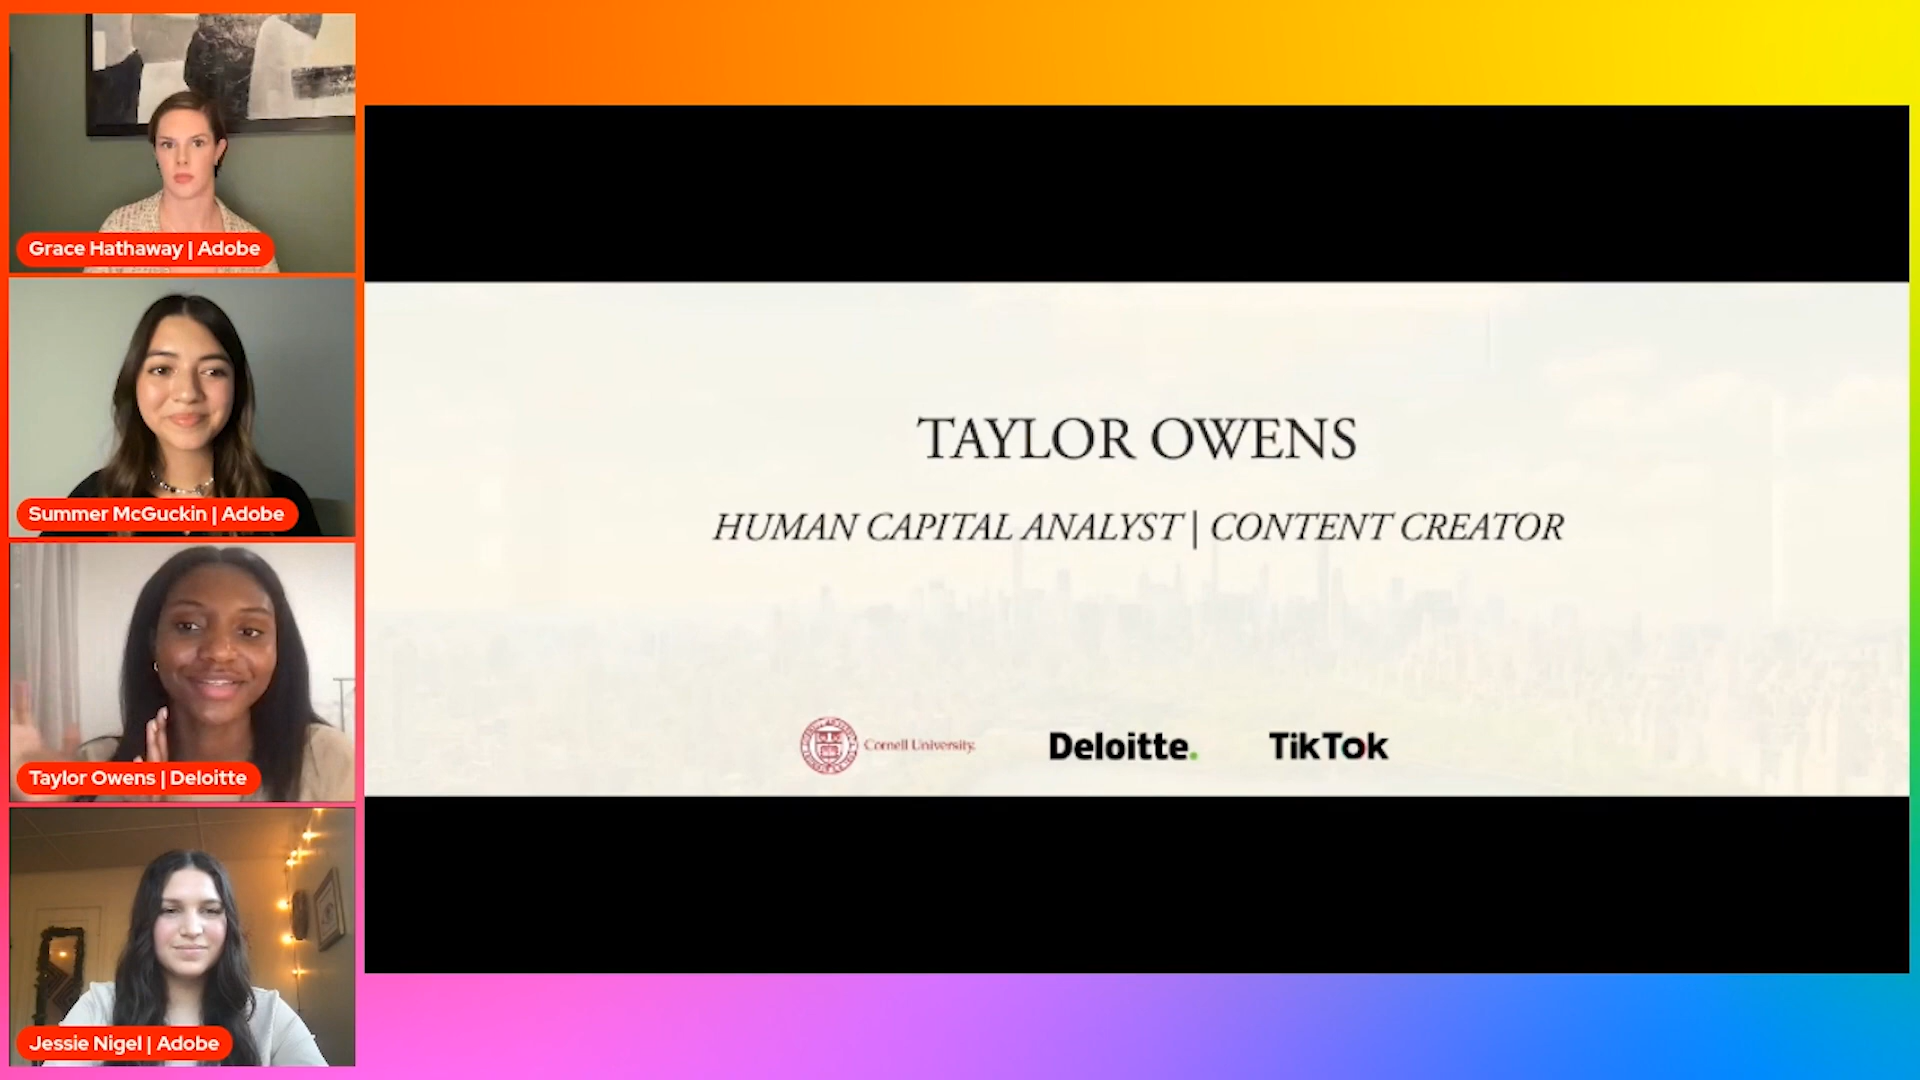 Grace Hathaway | Adobe
Summer McGuckin | Adobe
Taylor Owens | Deloitte
Jessie Nigel | Adobe
TAYLOR OWENS
HUMAN CAPITAL ANALYST | CONTENT CREATOR
Cornell University.
Deloitte.
TikTok